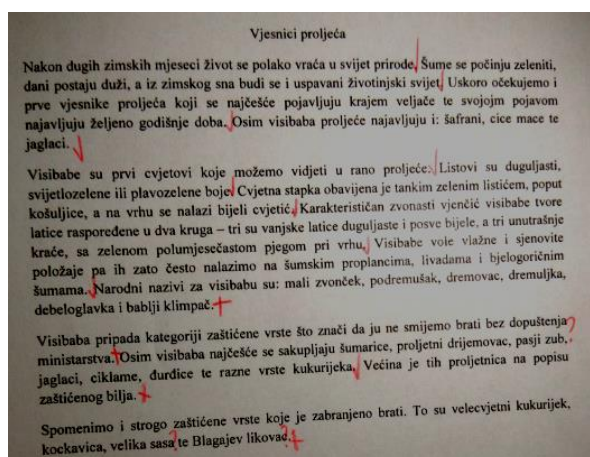 Vjesnici proljeća
Nakon dugih zimskih mjeseci život se polako vraća u svijet prirode. Šume se počinju zeleniti,
dani postaju duži, a iz zimskog sna budi se i uspavani životinjski svijet. Uskoro očekujemo i
prve vjesnike proljeća koji se najčešće pojavljuju krajem veljače te svojojm pojavom
najavljuju željeno godišnje doba. Osim visibaba proljeće najavljuju i: šafrani, cice mace te
jaglaci.
Visibabe su prvi cvjetovi koje možemo vidjeti u rano proljeće. Listovi su duguljasti,
svijetlozelene ili plavozelene boje. Cvjetna stapka obavijena je tankim zelenim listićem, poput
košuljice, a na vrhu se nalazi bijeli cvjetić. Karakterističan zvonasti vjenčić visibabe tvore
latice raspoređene u dva kruga – tri su vanjske latice duguljaste i posve bijele, a tri unutrašnje
kraće, sa zelenom polumjesečastom pjegom pri vrhu. Visibabe vole vlažne i sjenovite
položaje pa ih zato često nalazimo na šumskim proplancima, livadama i bjelogoričnim
šumama. Narodni nazivi za visibabu su: mali zvonček, podremušak, dremovac, dremuljka,
debeloglavka i bablji klimpač.
Visibaba pripada kategoriji zaštićene vrste što znači da ju ne smijemo brati bez dopuštenja
ministarstva. Osim visibaba najčešće se sakupljaju šumarice, proljetni drijemovac, pasji zub,
jaglaci, ciklame, đurđice te razne vrste kukurijeka. Većina je tih proljetnica na popisu
zaštićenog bilja.
Spomenimo i strogo zaštićene vrste koje je zabranjeno brati. To su velecvjetni kukurijek,
kockavica, velika sasa te Blagajev likovac.